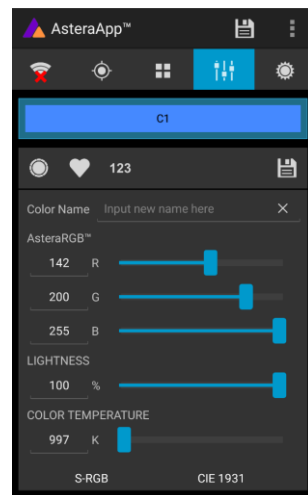 AsteraApp™
C1
123
Color Name Input new name here
AsteraRGB™
142 R
200 G
255 B
LIGHTNESS
100 %
COLOR TEMPERATURE
997 K
S-RGB CIE 1931